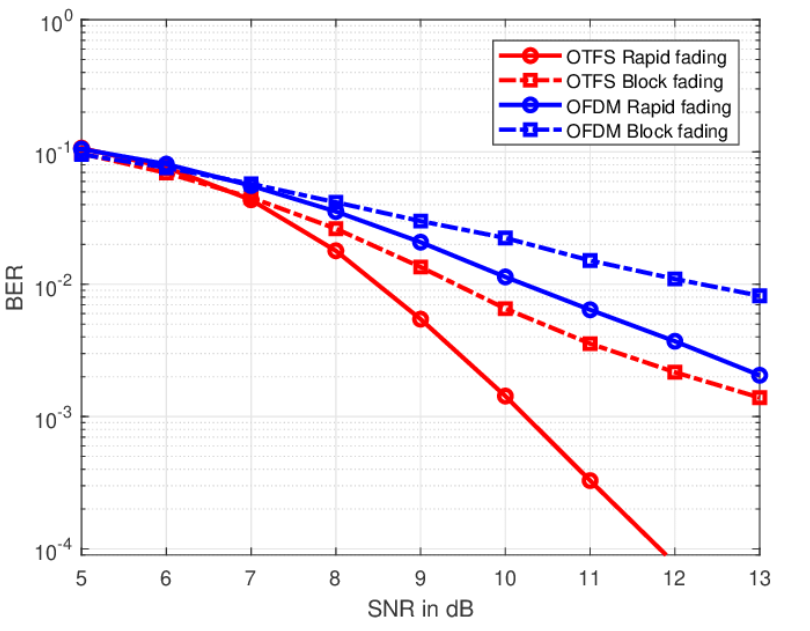 10^0
10^-1
10^-2
10^-3
10^-4
BER
OTFS Rapid fading
OTFS Block fading
OFDM Rapid fading
OFDM Block fading
5 6 7 8 9 10 11 12 13
SNR in dB